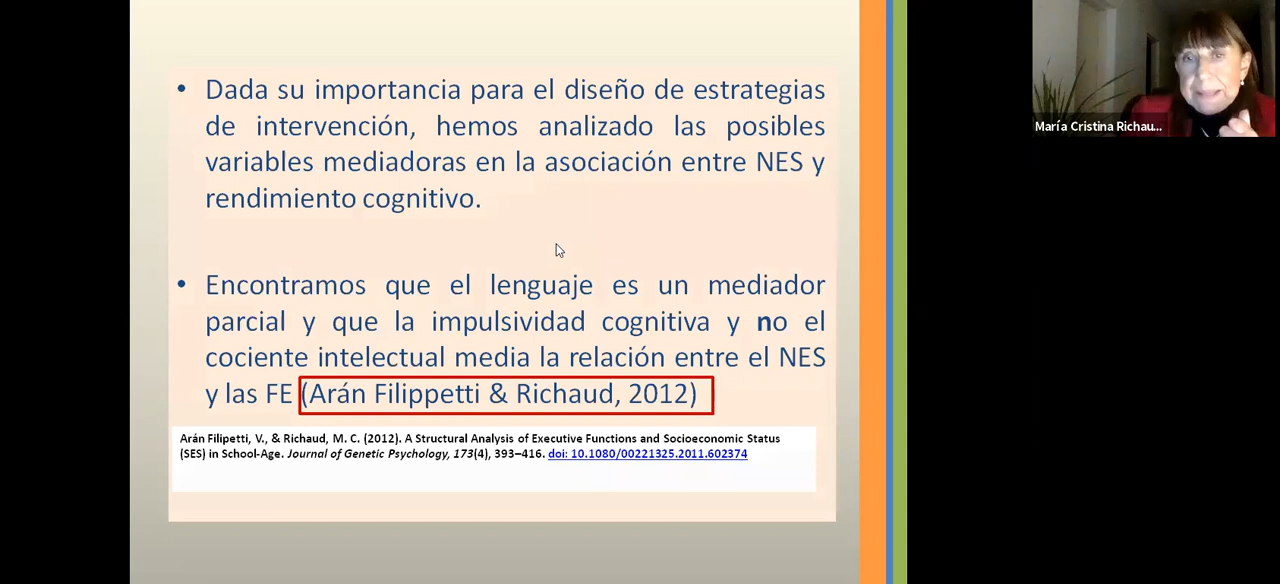 • Dada su importancia para el diseño de estrategias
de intervención, hemos analizado las posibles
variables mediadoras en la asociación entre NES y
rendimiento cognitivo.
• Encontramos que el lenguaje es un mediador
parcial y que la impulsividad cognitiva y no el
cociente intelectual media la relación entre el NES
y las FE (Arán Filippetti & Richaud, 2012)
Arán Filipetti, V., & Richaud, M. C. (2012). A Structural Analysis of Executive Functions and Socioeconomic Status
(SES) in School-Age. Journal of Genetic Psychology, 173(4), 393–416. doi: 10.1080/00221325.2011.602374
María Cristina Richau...